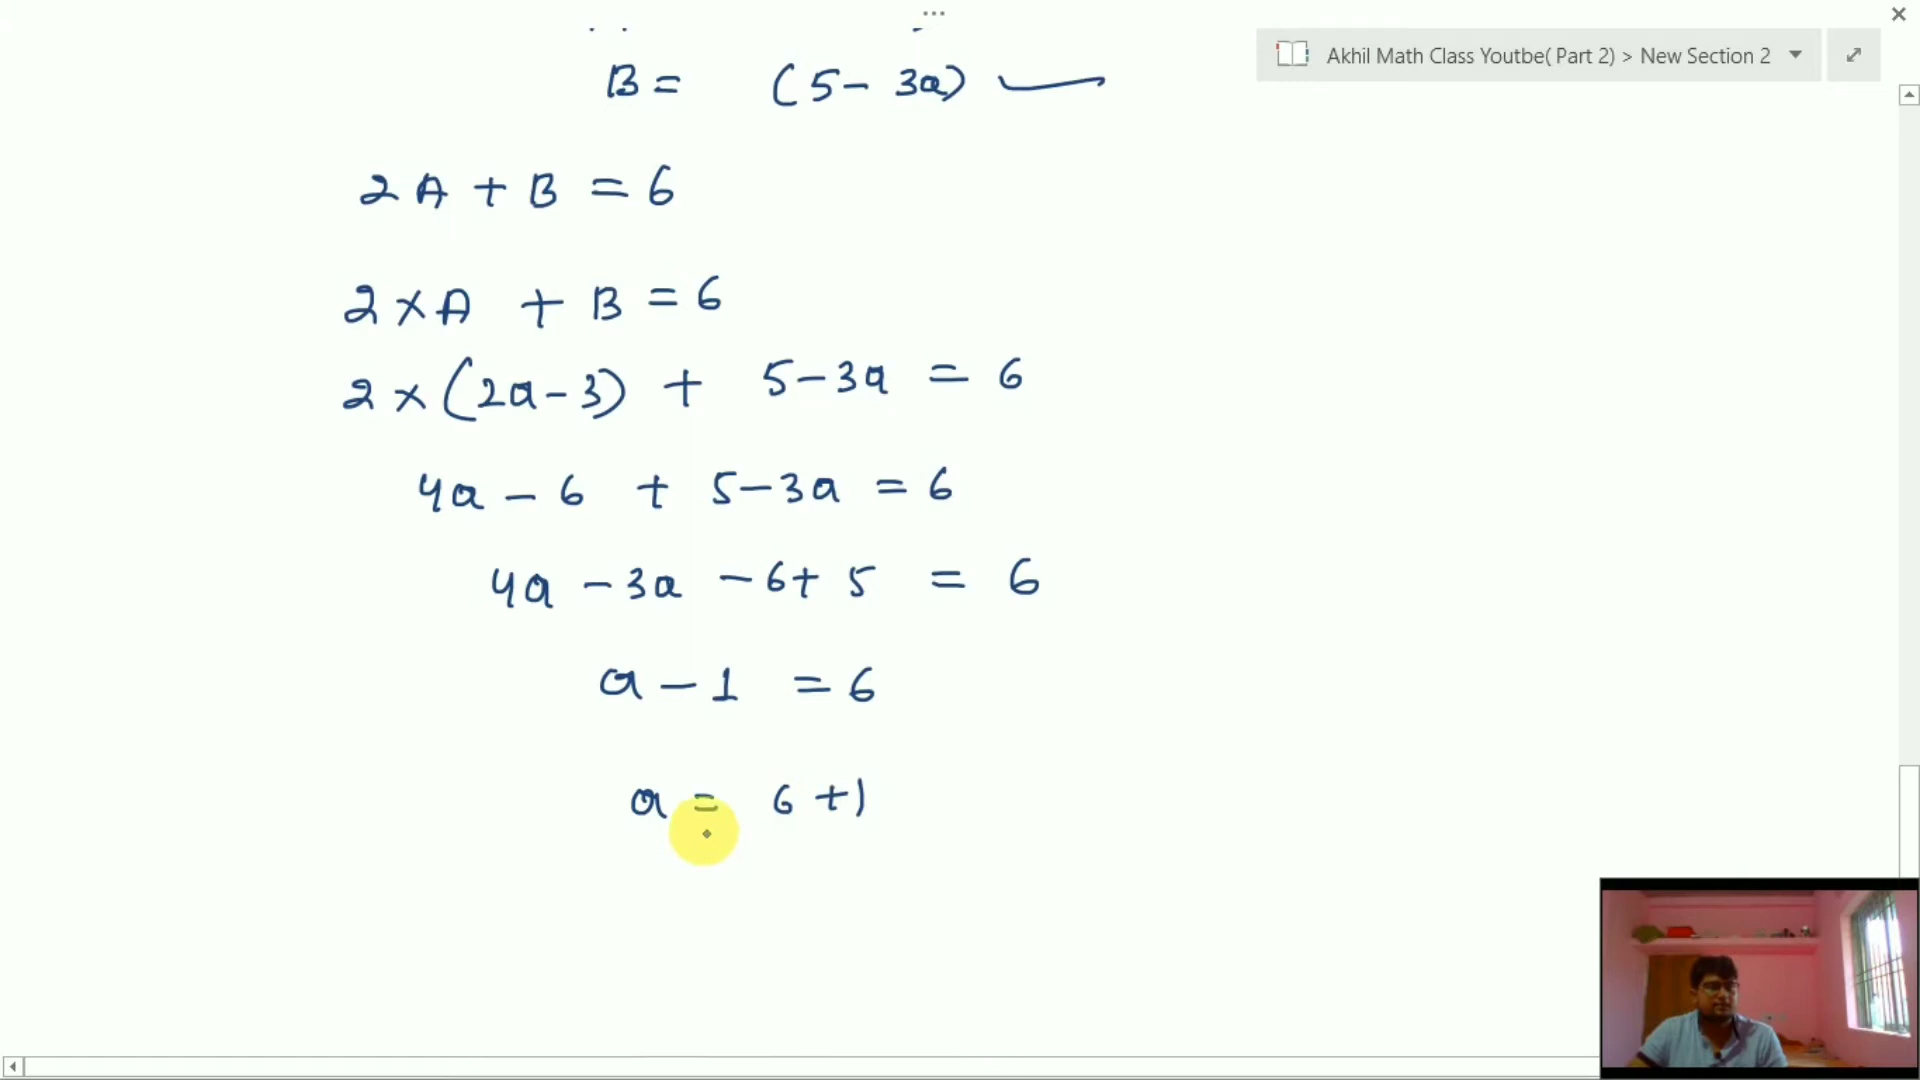 Akhil Math Class Youtbe( Part 2) > New Section 2
B = (5 - 3a)
2A + B = 6
2 × A + B = 6
2 × (2a - 3) + 5 - 3a = 6
4a - 6 + 5 - 3a = 6
4a - 3a - 6 + 5 = 6
a - 1 = 6
a = 6 + 1